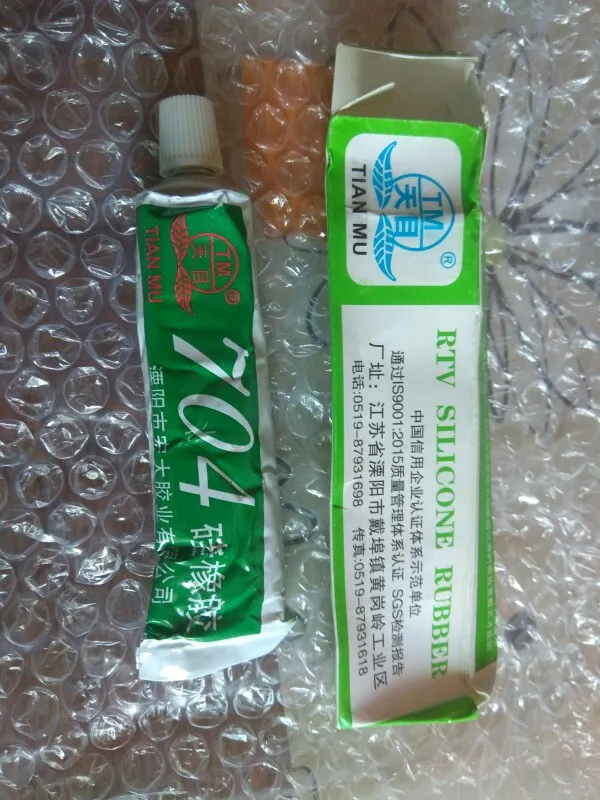 TM
天目
®
TIAN MU
704
硅橡胶
溧阳市宏大胶业有限公司
TM
天目
®
TIAN MU
RTV SILICONE RUBBER
中国信用企业认证体系示范单位
通过IS9001:2015质量管理体系认证 SGS检测报告
厂址：江苏省溧阳市戴埠镇黄岗岭工业区
电话:0519-87931698 传真:0519-87931618